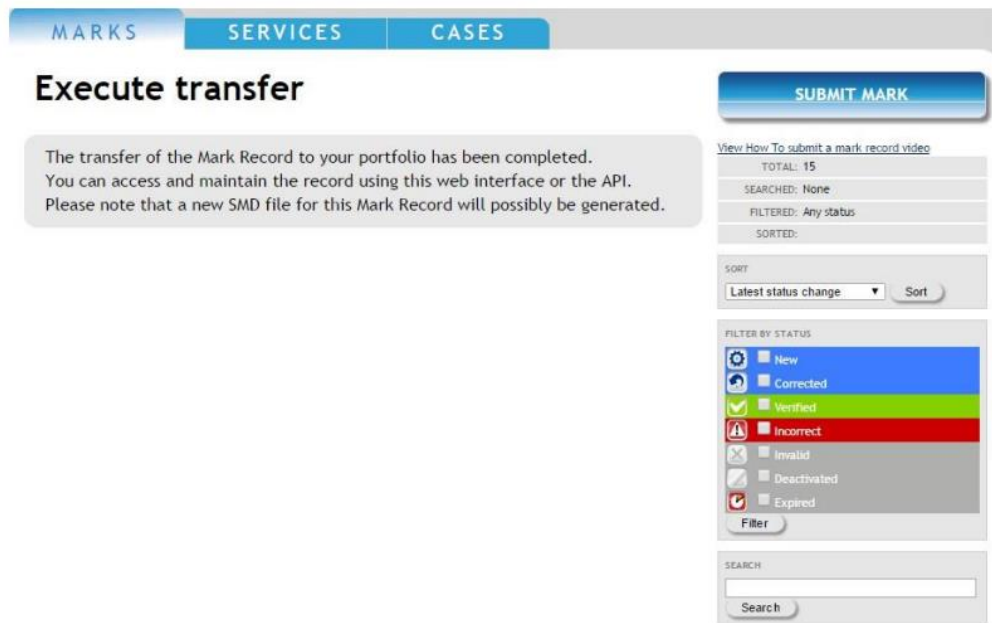 MARKS SERVICES CASES
Execute transfer
The transfer of the Mark Record to your portfolio has been completed.
You can access and maintain the record using this web interface or the API.
Please note that a new SMD file for this Mark Record will possibly be generated.
SUBMIT MARK
View How To submit a mark record video
TOTAL: 15
SEARCHED: None
FILTERED: Any status
SORTED:
SORT
Latest status change Sort
FILTER BY STATUS
New
Corrected
Verified
Incorrect
Invalid
Deactivated
Expired
Filter
SEARCH
Search